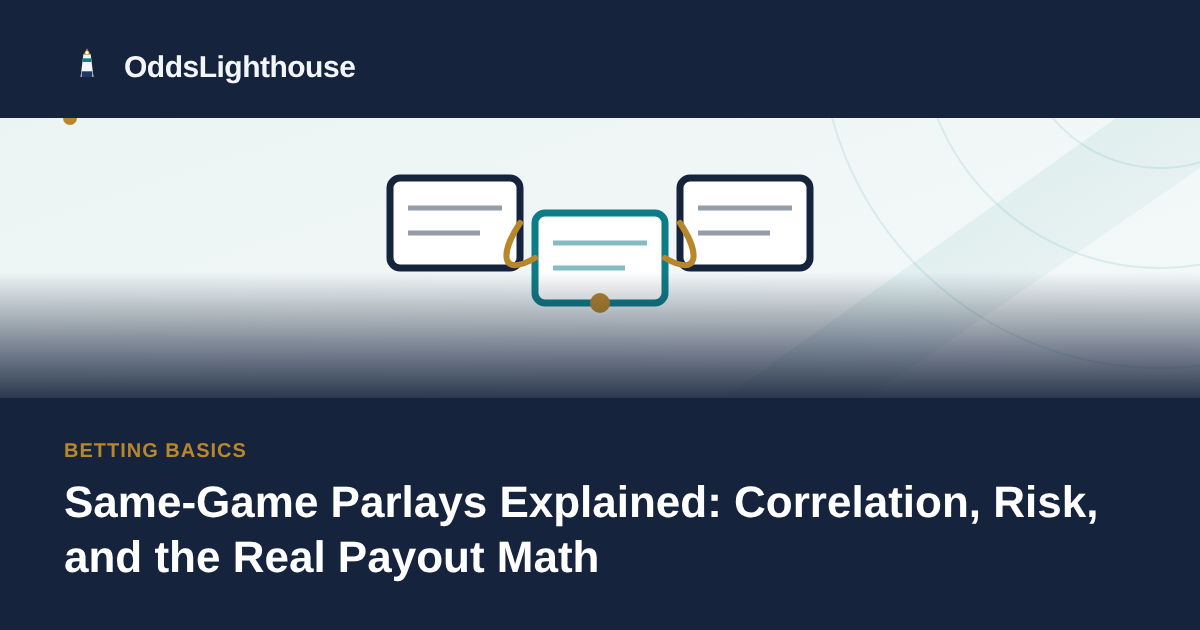 OddsLighthouse
BETTING BASICS
Same-Game Parlays Explained: Correlation, Risk,
and the Real Payout Math